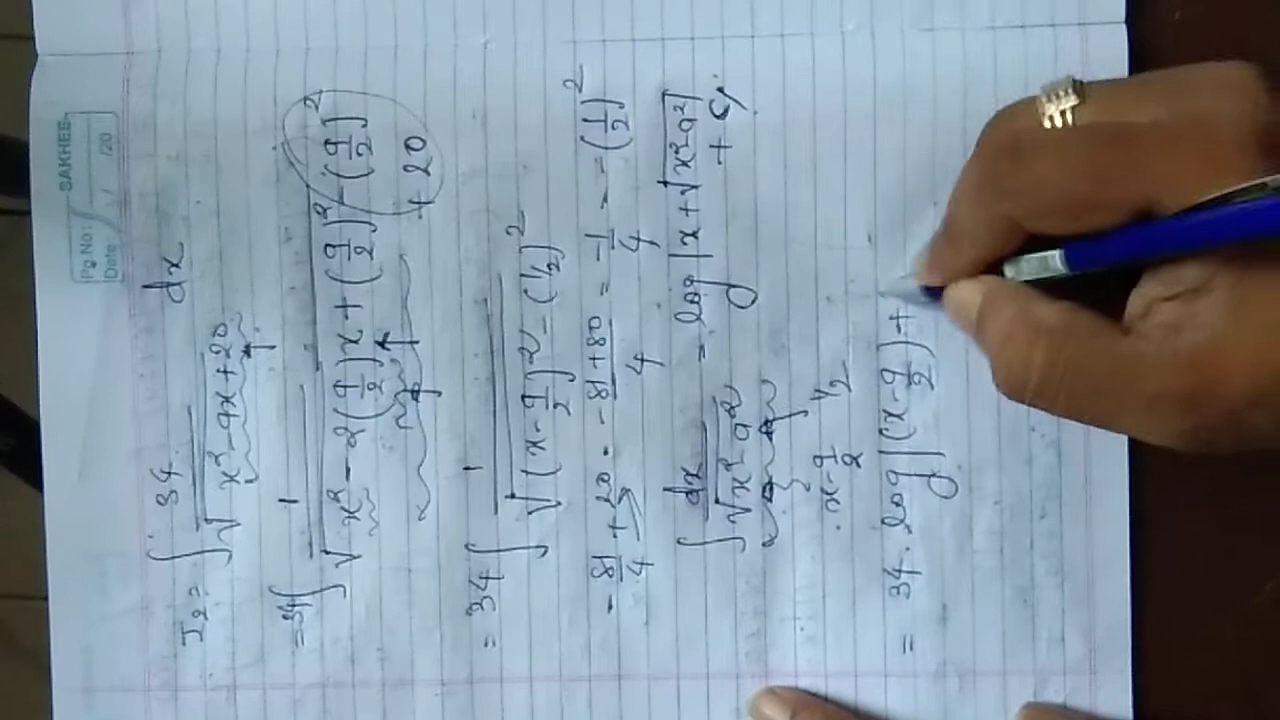 SAKHEE
Pg.No:
Date / /20
I₂ = ∫ 34/√(x²-9x+20) dx
= 34 ∫ 1/√(x² - 2(9/2)x + (9/2)² - (9/2)² + 20)
= 34 ∫ 1/√((x-9/2)² - (1/2)²)
-81/4 + 20 = (-81+80)/4 = -1/4 = -(1/2)²
∫ dx/√(x²-a²) = log|x+√(x²-a²)| + c,
x-9/2 1/2
= 34. log|(x-9/2)+